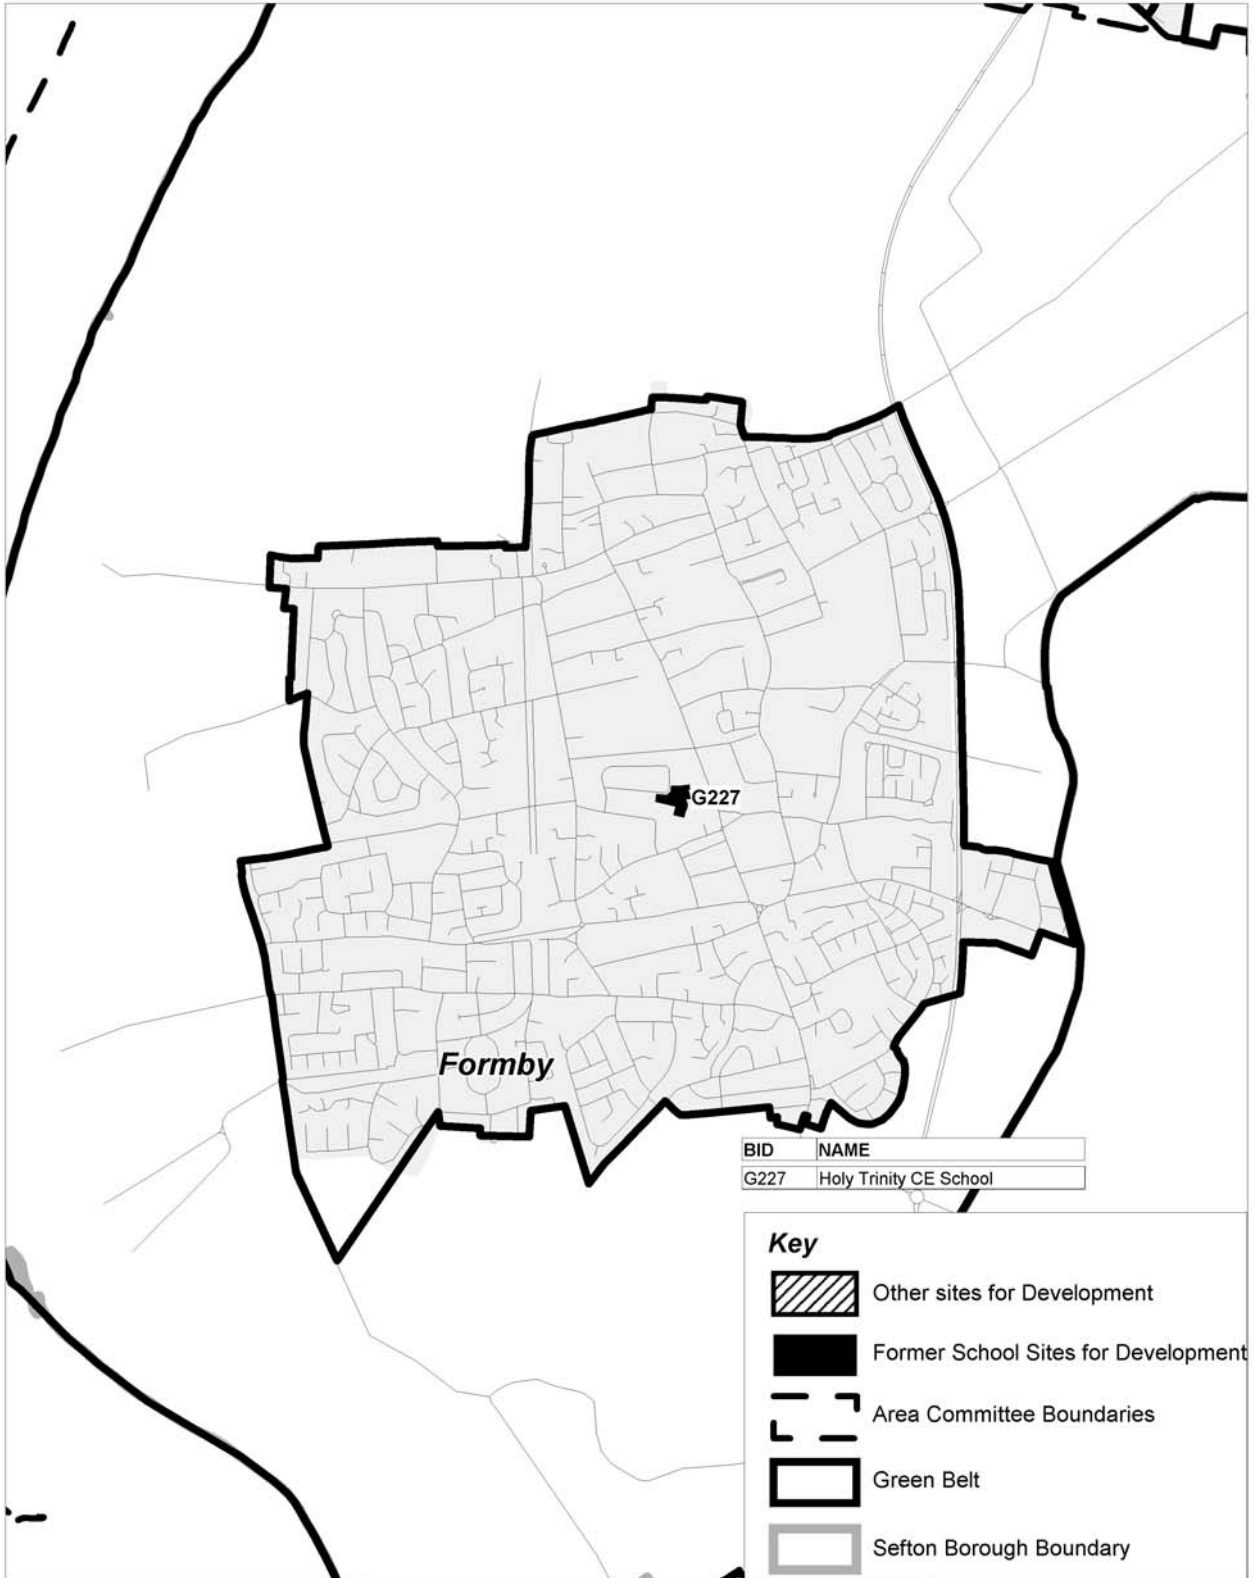 G227
Formby
BID NAME
G227 Holy Trinity CE School
Key
Other sites for Development
Former School Sites for Development
Area Committee Boundaries
Green Belt
Sefton Borough Boundary